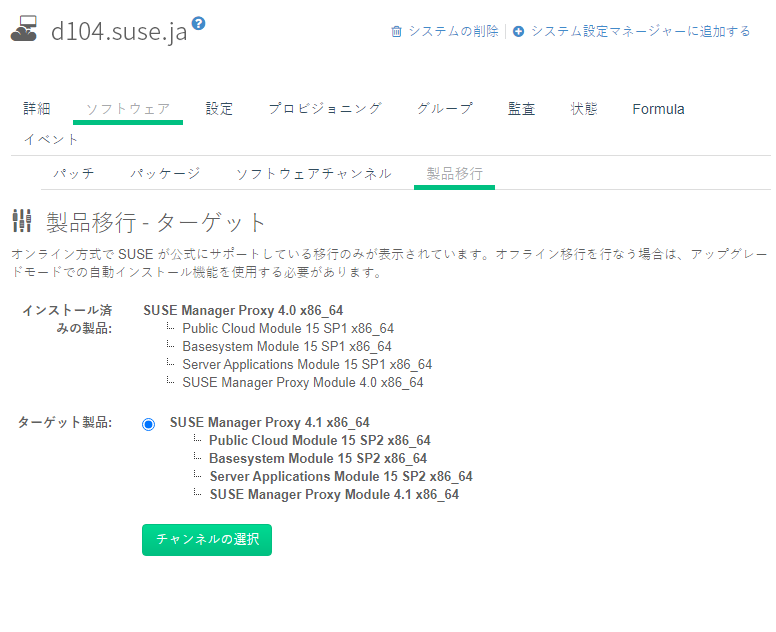 d104.suse.ja ?
システムの削除 システム設定マネージャーに追加する
詳細 ソフトウェア 設定 プロビジョニング グループ 監査 状態 Formula
イベント
パッチ パッケージ ソフトウェアチャンネル 製品移行
製品移行 - ターゲット
オンライン方式で SUSE が公式にサポートしている移行のみが表示されています。オフライン移行を行なう場合は、アップグレー
ドモードでの自動インストール機能を使用する必要があります。
インストール済 SUSE Manager Proxy 4.0 x86_64
みの製品: Public Cloud Module 15 SP1 x86_64
Basesystem Module 15 SP1 x86_64
Server Applications Module 15 SP1 x86_64
SUSE Manager Proxy Module 4.0 x86_64
ターゲット製品: SUSE Manager Proxy 4.1 x86_64
Public Cloud Module 15 SP2 x86_64
Basesystem Module 15 SP2 x86_64
Server Applications Module 15 SP2 x86_64
SUSE Manager Proxy Module 4.1 x86_64
チャンネルの選択